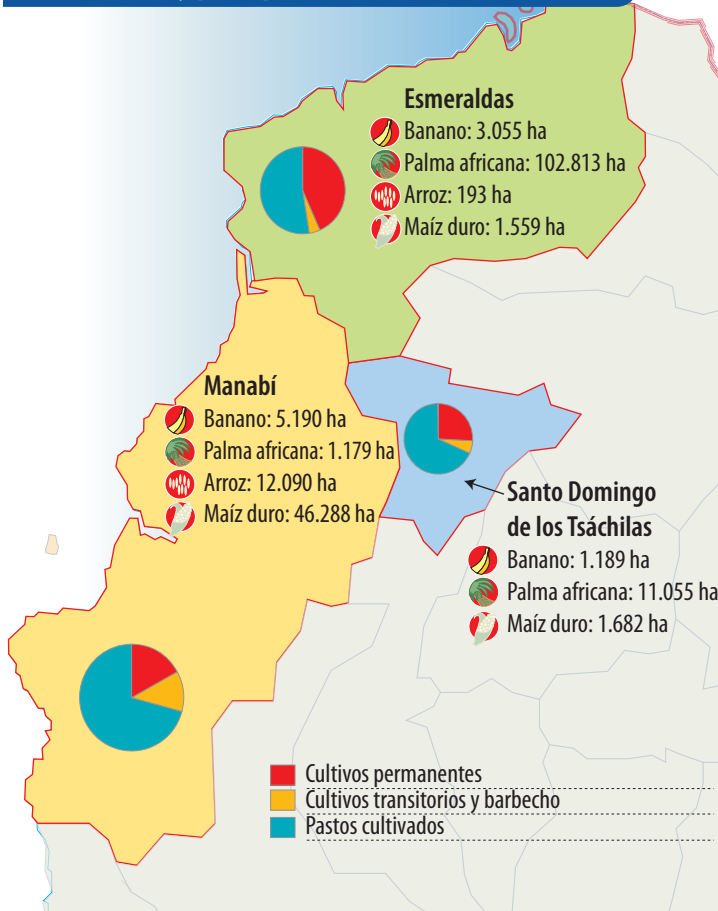 Esmeraldas
Banano: 3.055 ha
Palma africana: 102.813 ha
Arroz: 193 ha
Maíz duro: 1.559 ha
Manabí
Banano: 5.190 ha
Palma africana: 1.179 ha
Arroz: 12.090 ha
Maíz duro: 46.288 ha
Santo Domingo
de los Tsáchilas
Banano: 1.189 ha
Palma africana: 11.055 ha
Maíz duro: 1.682 ha
Cultivos permanentes
Cultivos transitorios y barbecho
Pastos cultivados